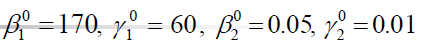 β₁⁰ = 170, γ₁⁰ = 60, β₂⁰ = 0.05, γ₂⁰ = 0.01